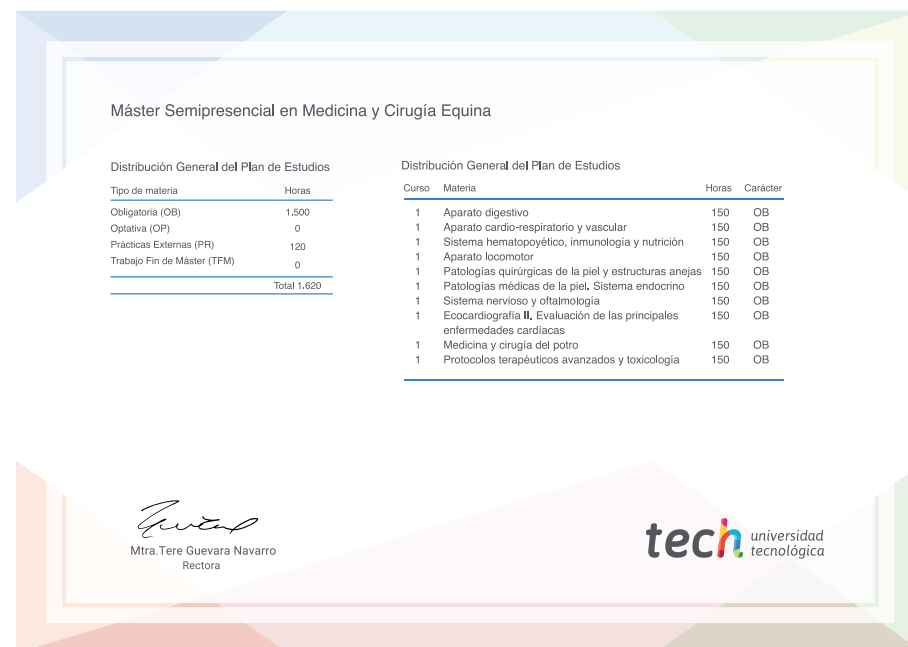 Máster Semipresencial en Medicina y Cirugía Equina
Distribución General del Plan de Estudios
Tipo de materia Horas
Obligatoria (OB) 1.500
Optativa (OP) 0
Prácticas Externas (PR) 120
Trabajo Fin de Máster (TFM) 0
Total 1.620
Distribución General del Plan de Estudios
Curso Materia Horas Carácter
1 Aparato digestivo 150 OB
1 Aparato cardio-respiratorio y vascular 150 OB
1 Sistema hematopoyético, inmunología y nutrición 150 OB
1 Aparato locomotor 150 OB
1 Patologías quirúrgicas de la piel y estructuras anejas 150 OB
1 Patologías médicas de la piel. Sistema endocrino 150 OB
1 Sistema nervioso y oftalmología 150 OB
1 Ecocardiografía II. Evaluación de las principales 150 OB
enfermedades cardíacas
1 Medicina y cirugía del potro 150 OB
1 Protocolos terapéuticos avanzados y toxicología 150 OB
Mtra.Tere Guevara Navarro
Rectora
tech universidad
tecnológica